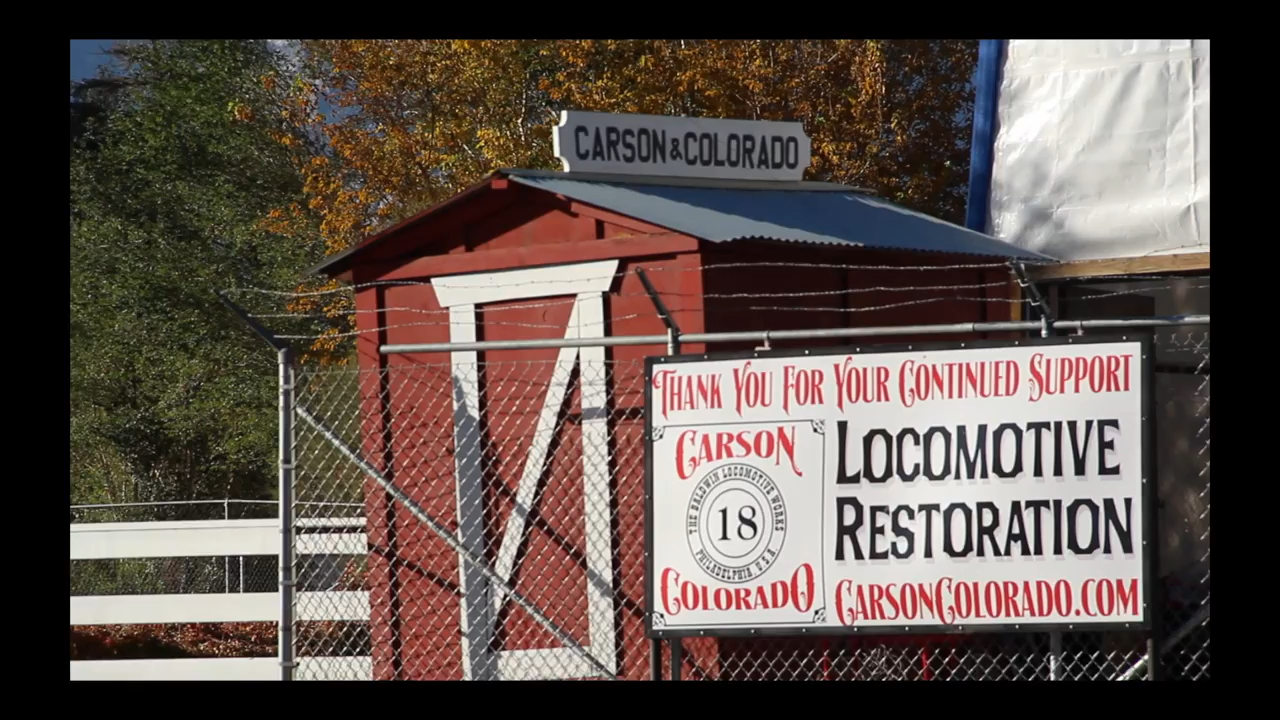 CARSON & COLORADO
THANK YOU FOR YOUR CONTINUED SUPPORT
CARSON
THE BALDWIN LOCOMOTIVE WORKS
18
PHILADELPHIA, U.S.A.
COLORADO
LOCOMOTIVE
RESTORATION
CARSONCOLORADO.COM